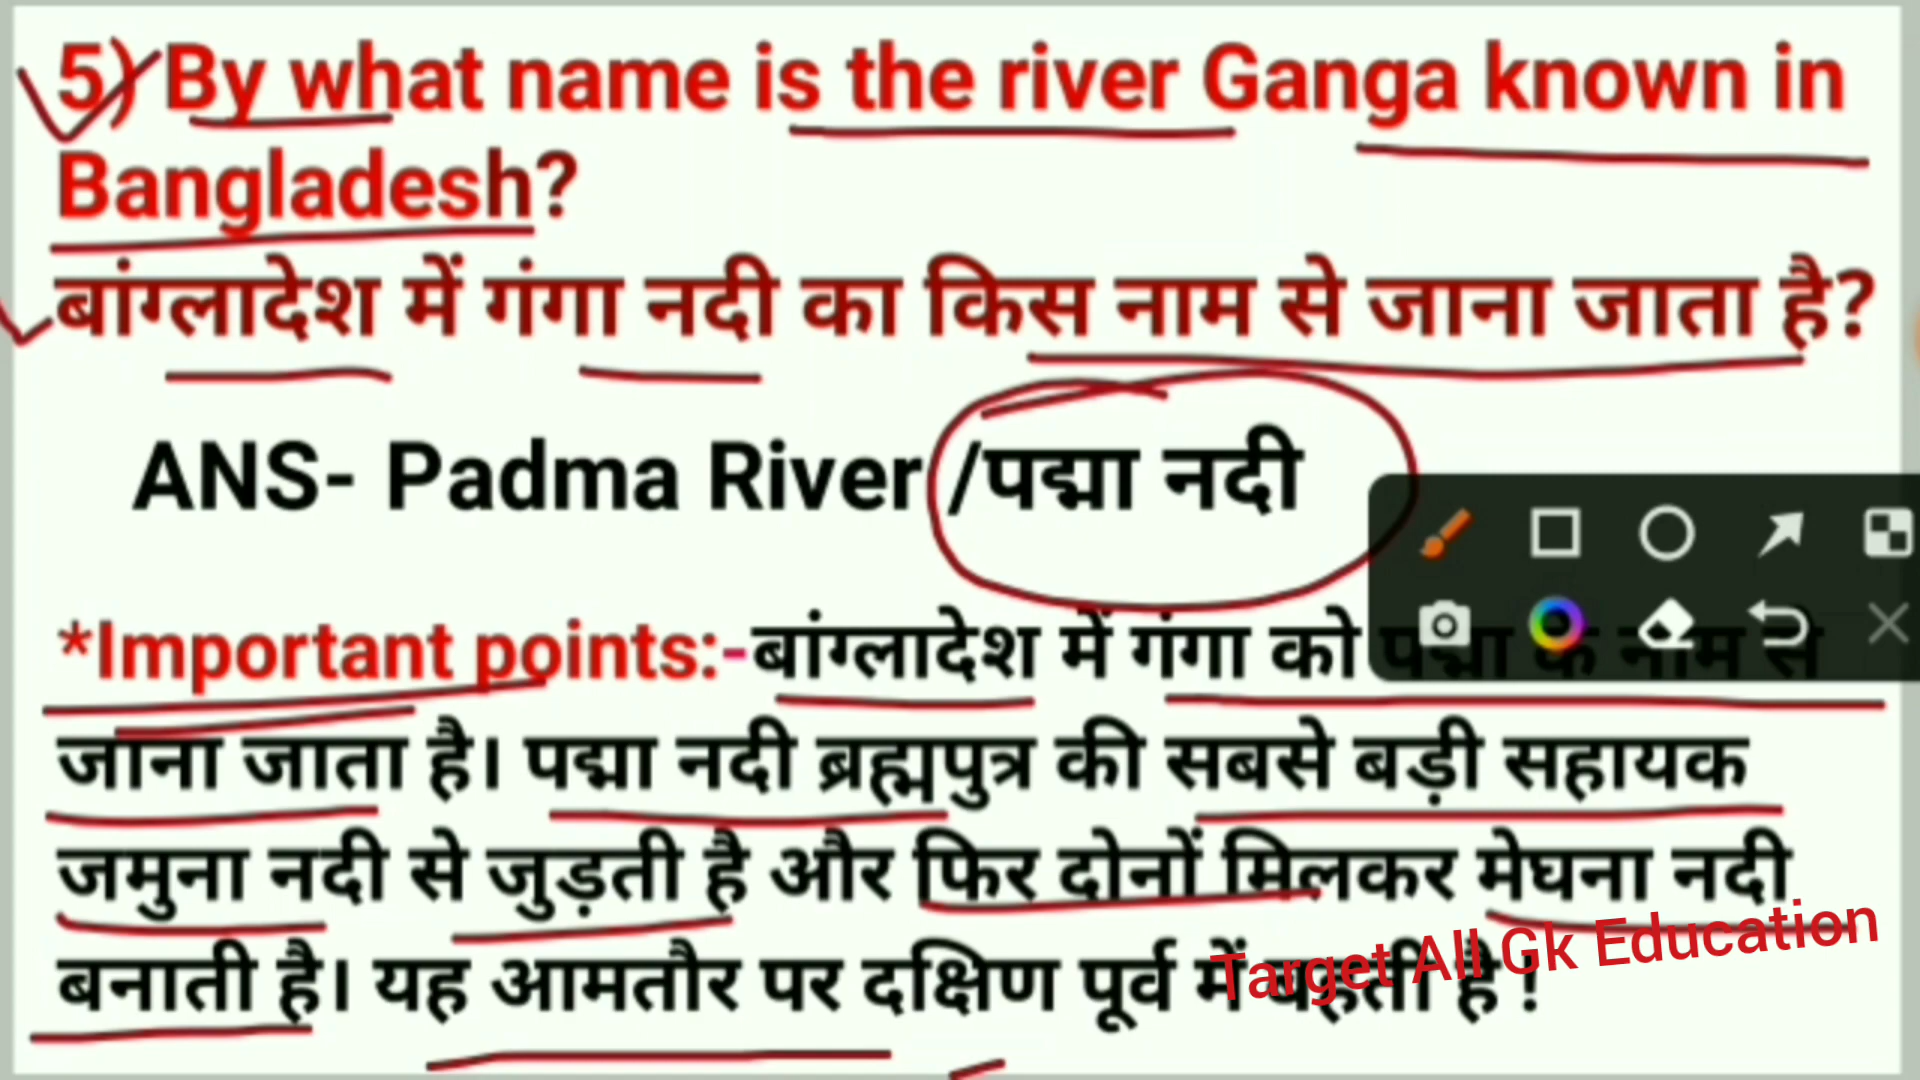 5) By what name is the river Ganga known in
Bangladesh?
बांग्लादेश में गंगा नदी का किस नाम से जाना जाता है?
ANS- Padma River /पद्मा नदी
*Important points:-बांग्लादेश में गंगा को पद्मा के नाम से
जाना जाता है। पद्मा नदी ब्रह्मपुत्र की सबसे बड़ी सहायक
जमुना नदी से जुड़ती है और फिर दोनों मिलकर मेघना नदी
बनाती है। यह आमतौर पर दक्षिण पूर्व में बहती है !
Target All Gk Education